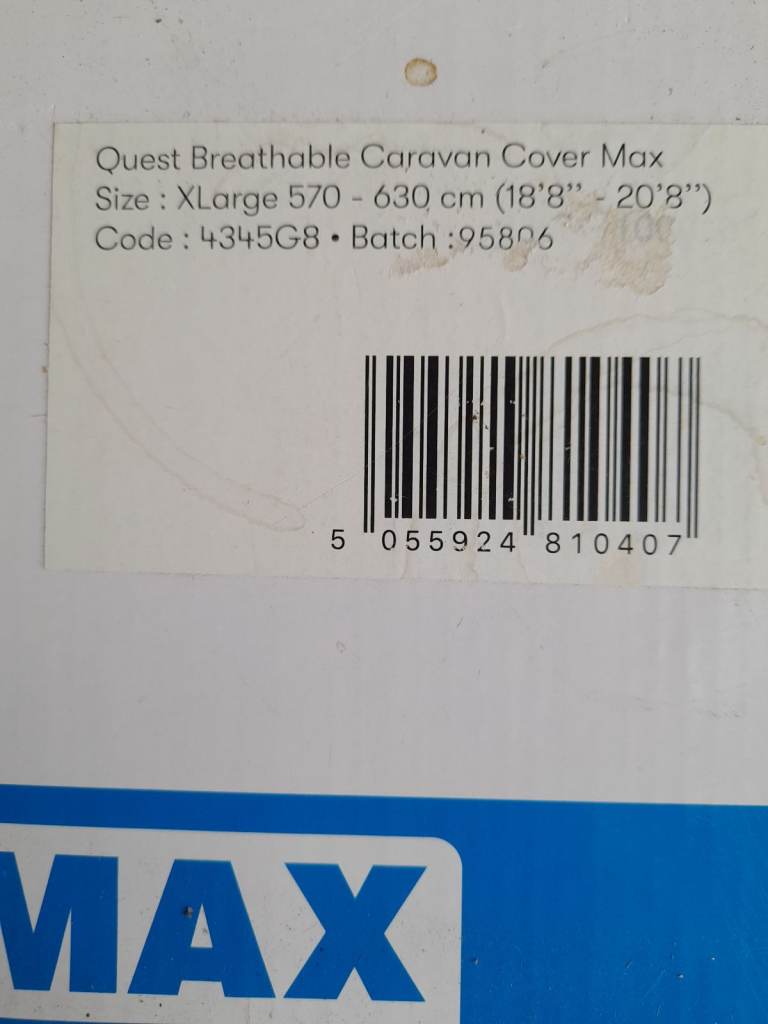 Quest Breathable Caravan Cover Max
Size : XLarge 570 - 630 cm (18'8'' - 20'8'')
Code : 4345G8 • Batch :95806
5 055924 810407
MAX